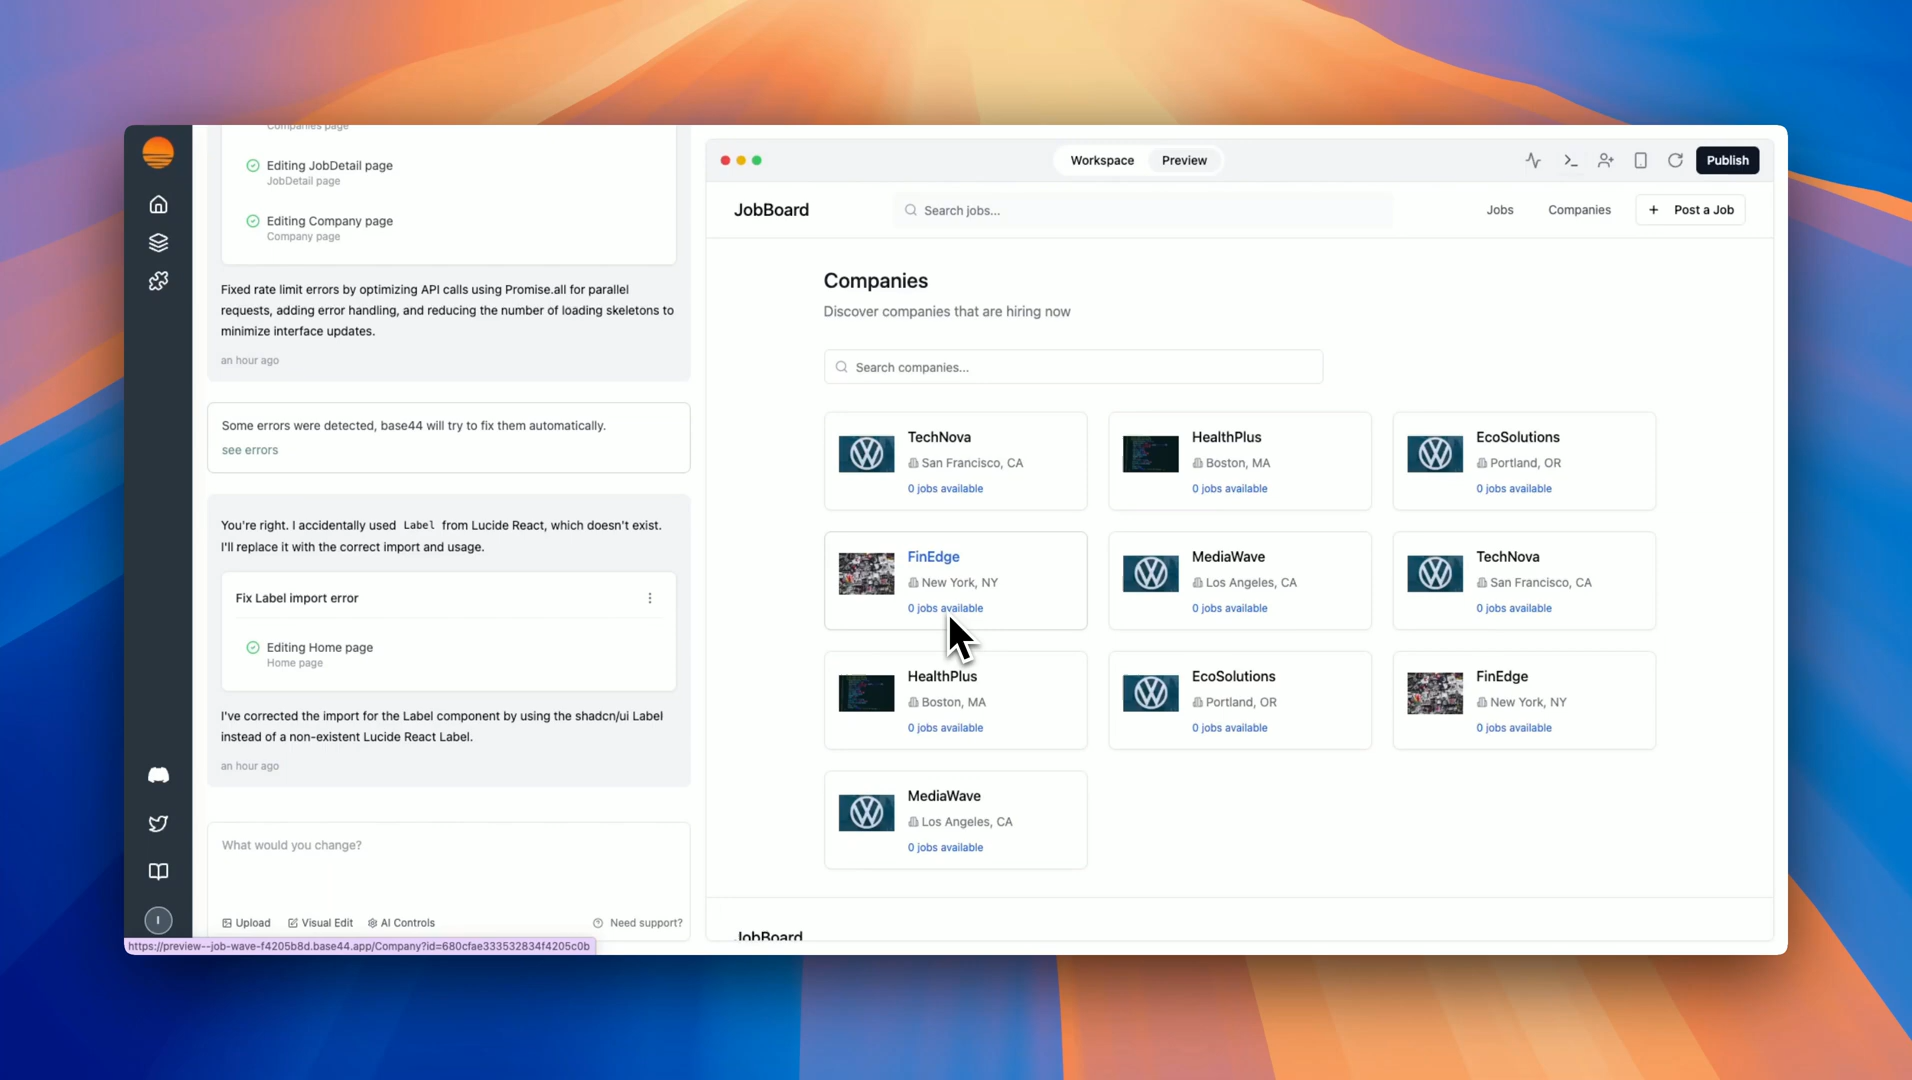 Companies page
Editing JobDetail page
JobDetail page
Editing Company page
Company page
Fixed rate limit errors by optimizing API calls using Promise.all for parallel
requests, adding error handling, and reducing the number of loading skeletons to
minimize interface updates.
an hour ago
Some errors were detected, base44 will try to fix them automatically.
see errors
You're right. I accidentally used Label from Lucide React, which doesn't exist.
I'll replace it with the correct import and usage.
Fix Label import error
Editing Home page
Home page
I've corrected the import for the Label component by using the shadcn/ui Label
instead of a non-existent Lucide React Label.
an hour ago
What would you change?
Upload Visual Edit AI Controls Need support?
I
https://preview--job-wave-f4205b8d.base44.app/Company?id=680cfae333532834f4205c0b
Workspace Preview
Publish
JobBoard
Search jobs...
Jobs Companies + Post a Job
Companies
Discover companies that are hiring now
Search companies...
TechNova
San Francisco, CA
0 jobs available
HealthPlus
Boston, MA
0 jobs available
EcoSolutions
Portland, OR
0 jobs available
FinEdge
New York, NY
0 jobs available
MediaWave
Los Angeles, CA
0 jobs available
TechNova
San Francisco, CA
0 jobs available
HealthPlus
Boston, MA
0 jobs available
EcoSolutions
Portland, OR
0 jobs available
FinEdge
New York, NY
0 jobs available
MediaWave
Los Angeles, CA
0 jobs available
JobBoard